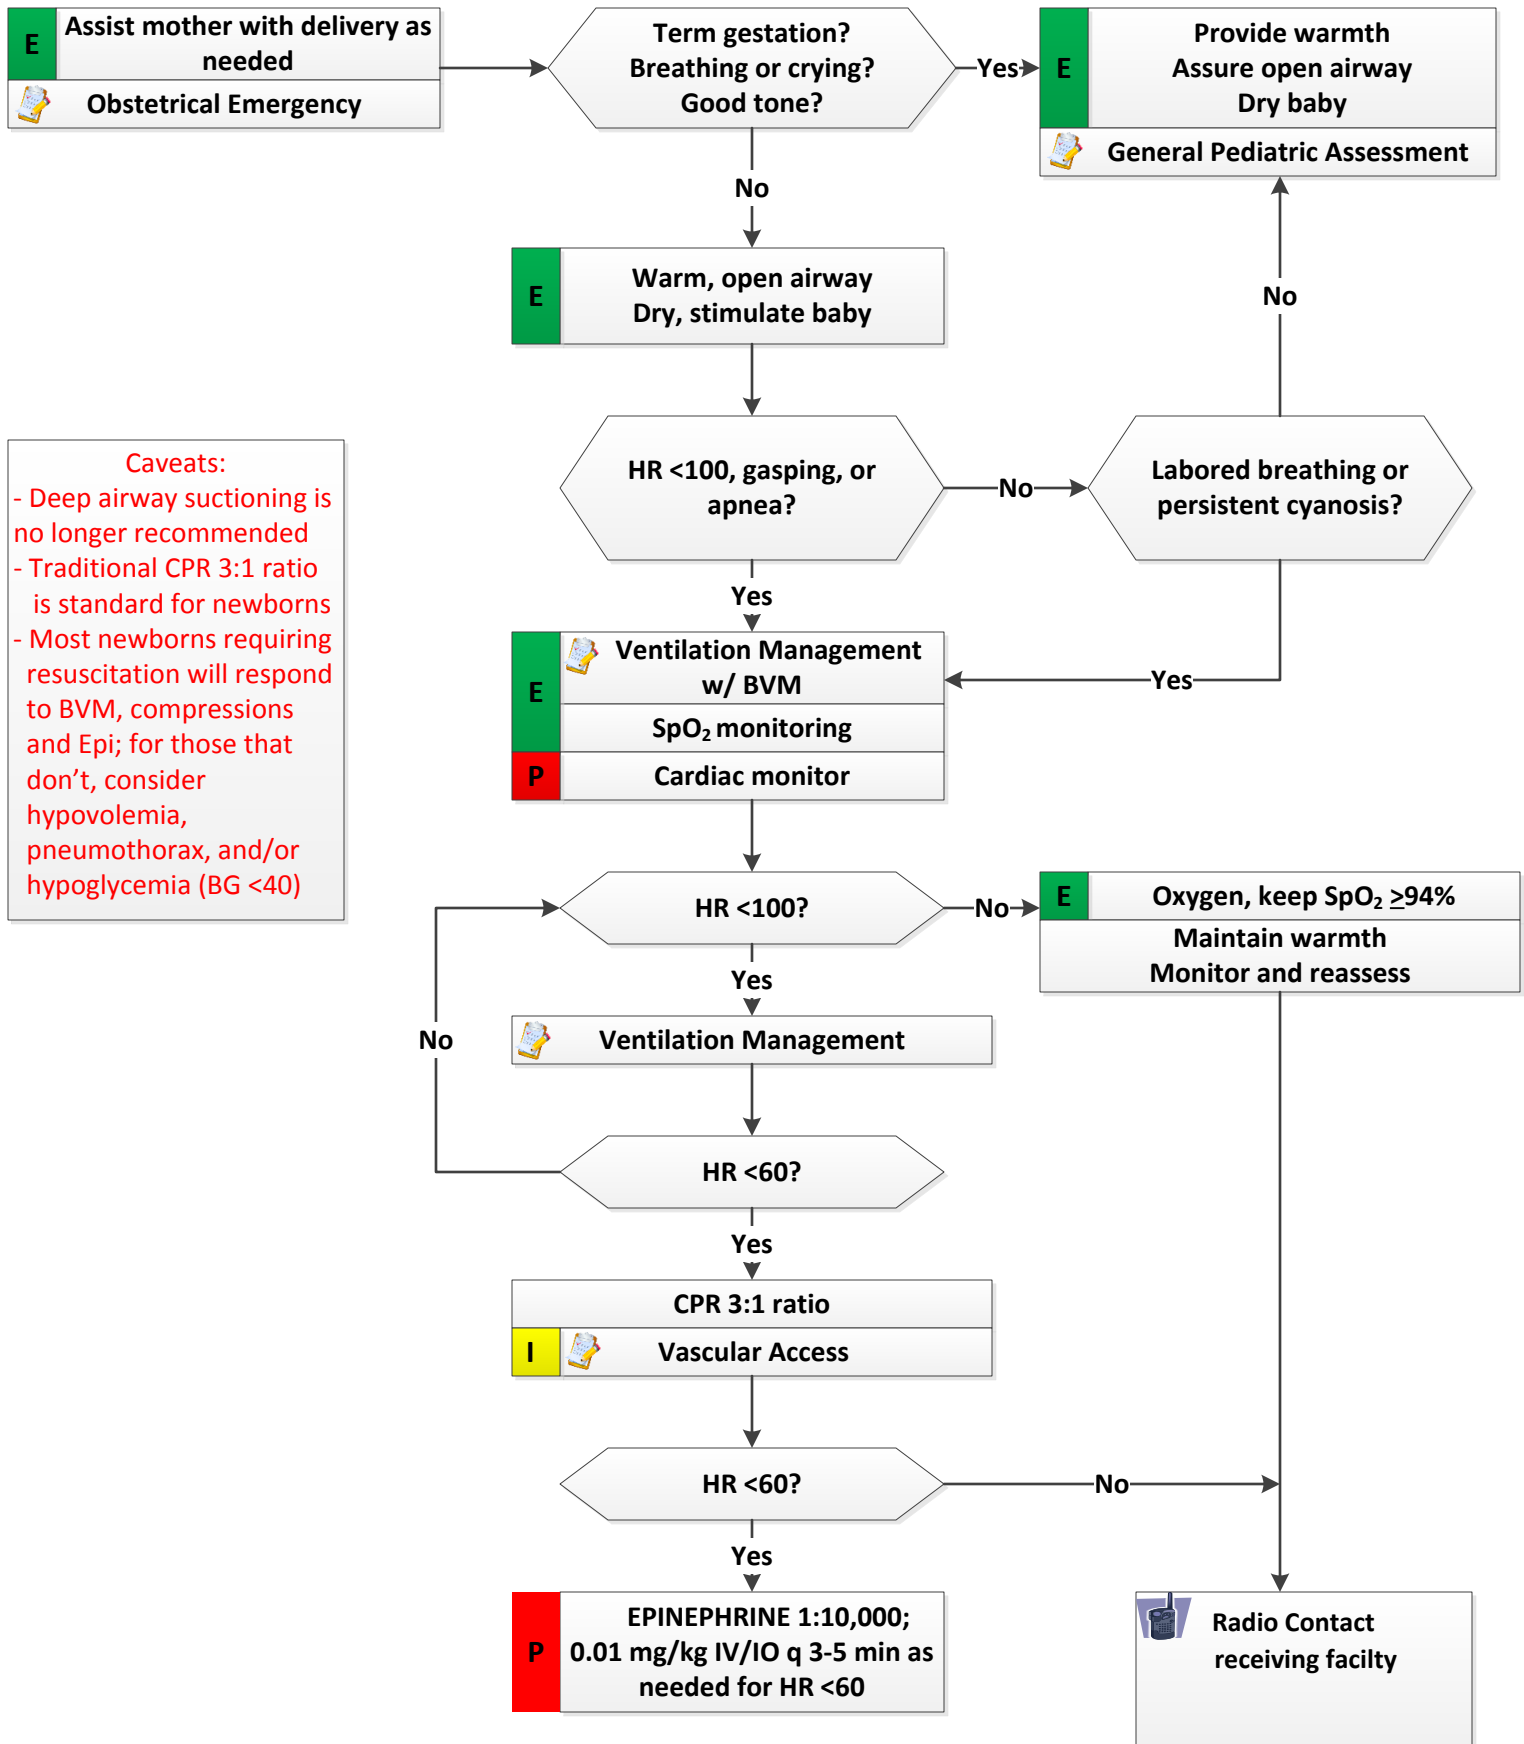 E
Assist mother with delivery as
needed
Obstetrical Emergency
Term gestation?
Breathing or crying?
Good tone?
Yes
E
Provide warmth
Assure open airway
Dry baby
General Pediatric Assessment
No
E
Warm, open airway
Dry, stimulate baby
No
HR <100, gasping, or
apnea?
No
Labored breathing or
persistent cyanosis?
Caveats:
- Deep airway suctioning is
no longer recommended
- Traditional CPR 3:1 ratio
is standard for newborns
- Most newborns requiring
resuscitation will respond
to BVM, compressions
and Epi; for those that
don't, consider
hypovolemia,
pneumothorax, and/or
hypoglycemia (BG <40)
Yes
E
Ventilation Management
w/ BVM
SpO₂ monitoring
Yes
P
Cardiac monitor
HR <100?
No
E
Oxygen, keep SpO₂ ≥94%
Maintain warmth
Monitor and reassess
Yes
No
Ventilation Management
HR <60?
Yes
CPR 3:1 ratio
I
Vascular Access
HR <60?
No
Yes
P
EPINEPHRINE 1:10,000;
0.01 mg/kg IV/IO q 3-5 min as
needed for HR <60
Radio Contact
receiving facilty